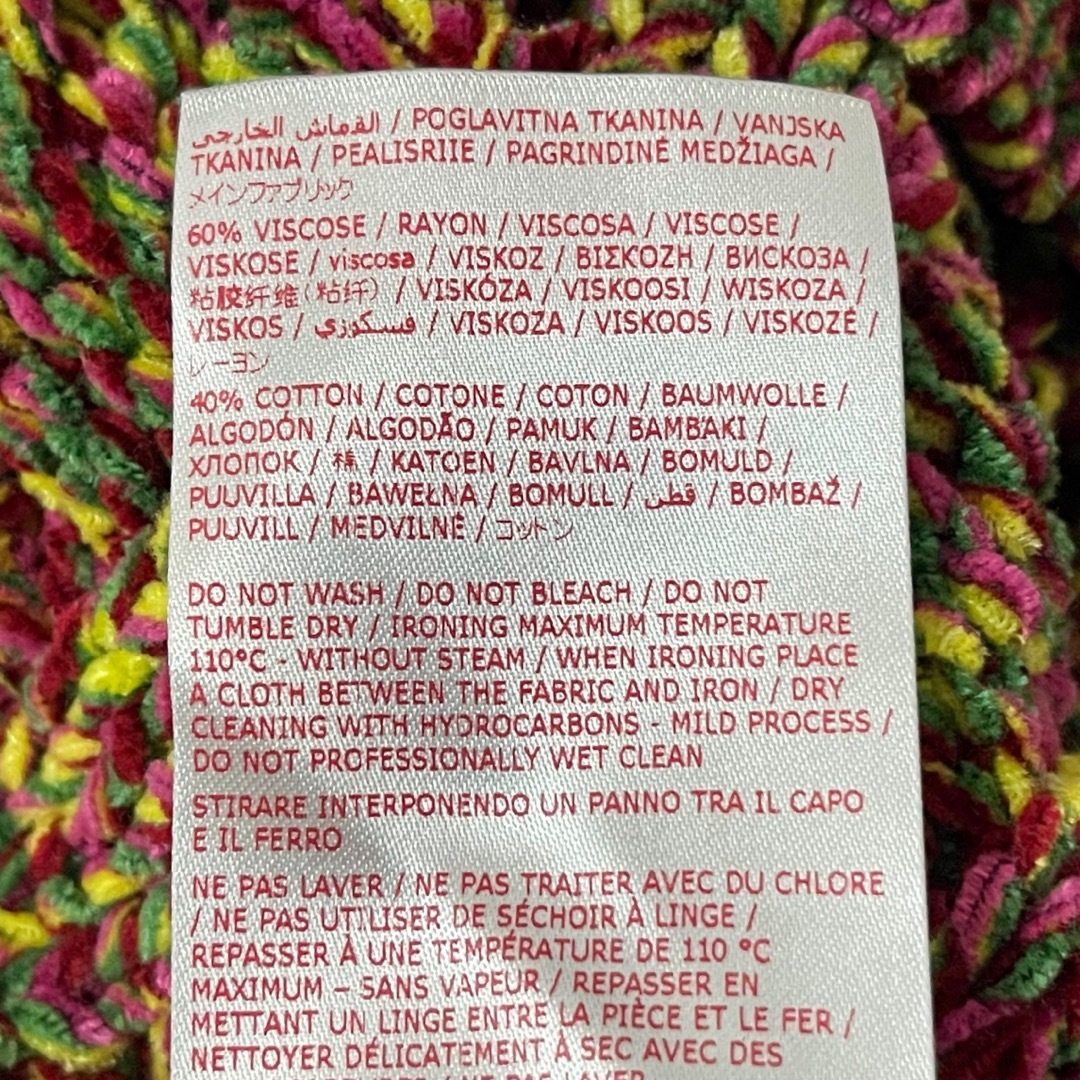 القماش الخارجي / POGLAVITNA TKANINA / VANJSKA
TKANINA / PEALISRIIE / PAGRINDINĖ MEDŽIAGA /
メインファブリック
60% VISCOSE / RAYON / VISCOSA / VISCOSE /
VISKOSE / viscosa / VISKOZ / ΒΙΣΚΟΖΗ / ВИСКОЗА /
粘胶纤维(粘纤) / VISKÓZA / VISKOOSI / WISKOZA /
VISKOS / فسكوزي / VISKOZA / VISKOOS / VISKOZĖ /
レーヨン
40% COTTON / COTONE / COTON / BAUMWOLLE /
ALGODÓN / ALGODÃO / PAMUK / ΒΑΜΒΑΚΙ /
ХЛОПОК / 棉 / KATOEN / BAVLNA / BOMULD /
PUUVILLA / BAWEŁNA / BOMULL / قطن / BOMBAŽ /
PUUVILL / MEDVILNĖ / コットン
DO NOT WASH / DO NOT BLEACH / DO NOT
TUMBLE DRY / IRONING MAXIMUM TEMPERATURE
110°C - WITHOUT STEAM / WHEN IRONING PLACE
A CLOTH BETWEEN THE FABRIC AND IRON / DRY
CLEANING WITH HYDROCARBONS - MILD PROCESS /
DO NOT PROFESSIONALLY WET CLEAN
STIRARE INTERPONENDO UN PANNO TRA IL CAPO
E IL FERRO
NE PAS LAVER / NE PAS TRAITER AVEC DU CHLORE
/ NE PAS UTILISER DE SÉCHOIR À LINGE /
REPASSER À UNE TEMPÉRATURE DE 110 °C
MAXIMUM – SANS VAPEUR / REPASSER EN
METTANT UN LINGE ENTRE LA PIÈCE ET LE FER /
NETTOYER DÉLICATEMENT À SEC AVEC DES
/ NE PAS LAVER